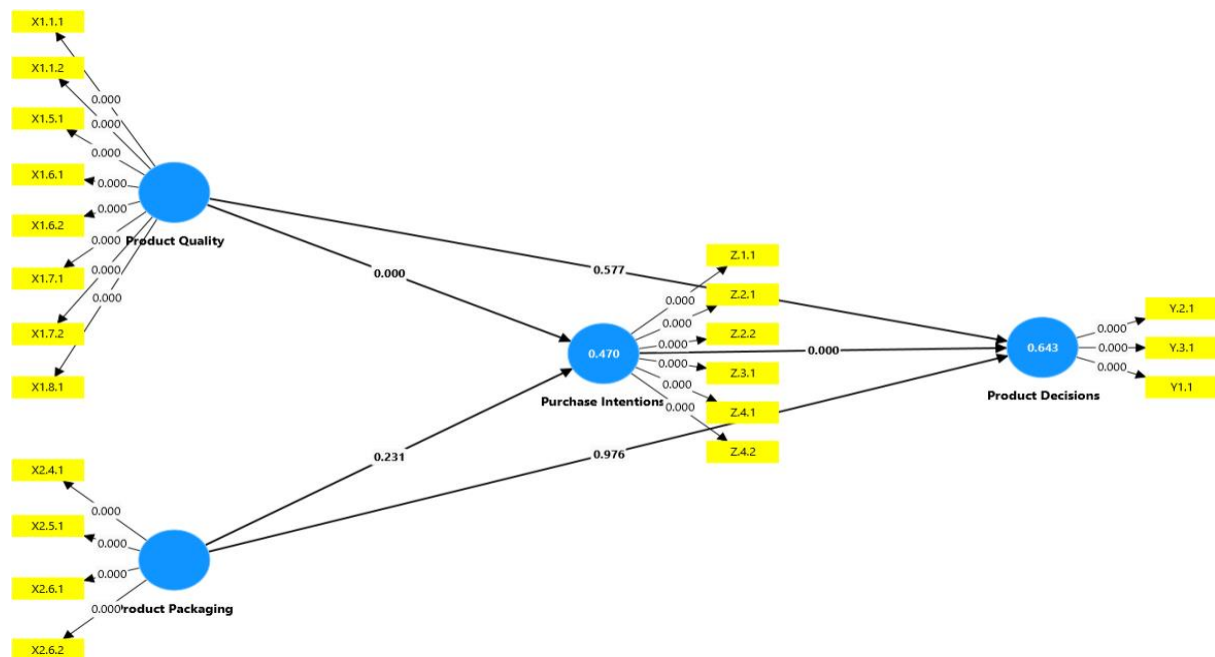 X1.1.1
X1.1.2
X1.5.1
X1.6.1
X1.6.2
X1.7.1
X1.7.2
X1.8.1
0.000
0.000
0.000
0.000
0.000
0.000
0.000
0.000
Product Quality
0.577
0.000
Z.1.1
Z.2.1
Z.2.2
Z.3.1
Z.4.1
Z.4.2
0.000
0.000
0.000
0.000
0.000
0.000
0.470
Purchase Intentions
0.000
0.643
Product Decisions
0.000
0.000
0.000
Y.2.1
Y.3.1
Y1.1
0.231
0.976
X2.4.1
X2.5.1
X2.6.1
X2.6.2
0.000
0.000
0.000
0.000
Product Packaging